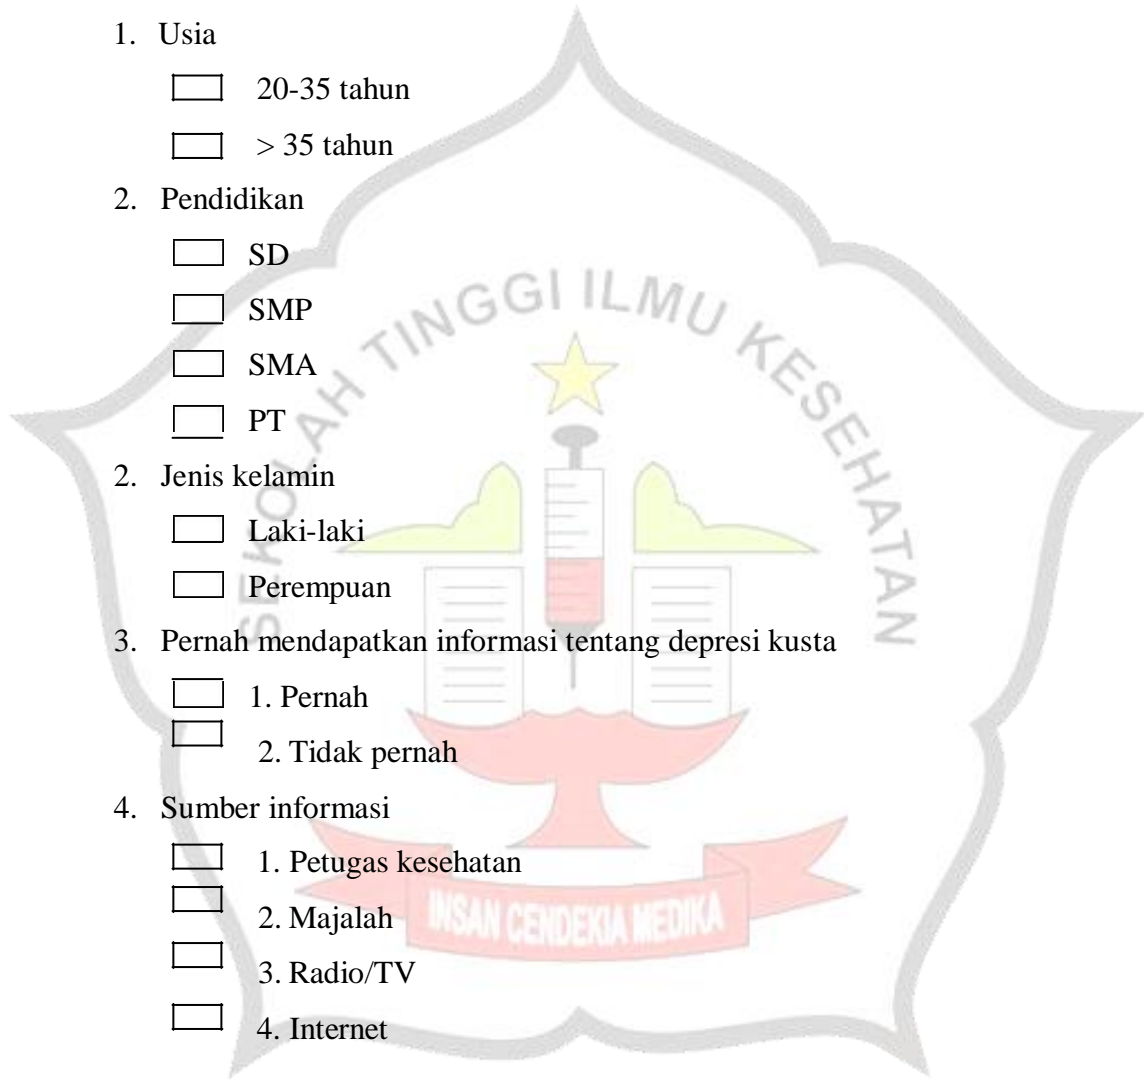 1. Usia
20-35 tahun
> 35 tahun
2. Pendidikan
SD
SMP
SMA
PT
2. Jenis kelamin
Laki-laki
Perempuan
3. Pernah mendapatkan informasi tentang depresi kusta
1. Pernah
2. Tidak pernah
4. Sumber informasi
1. Petugas kesehatan
2. Majalah
3. Radio/TV
4. Internet
SEKOLAH TINGGI ILMU KESEHATAN
INSAN CENDEKIA MEDIKA